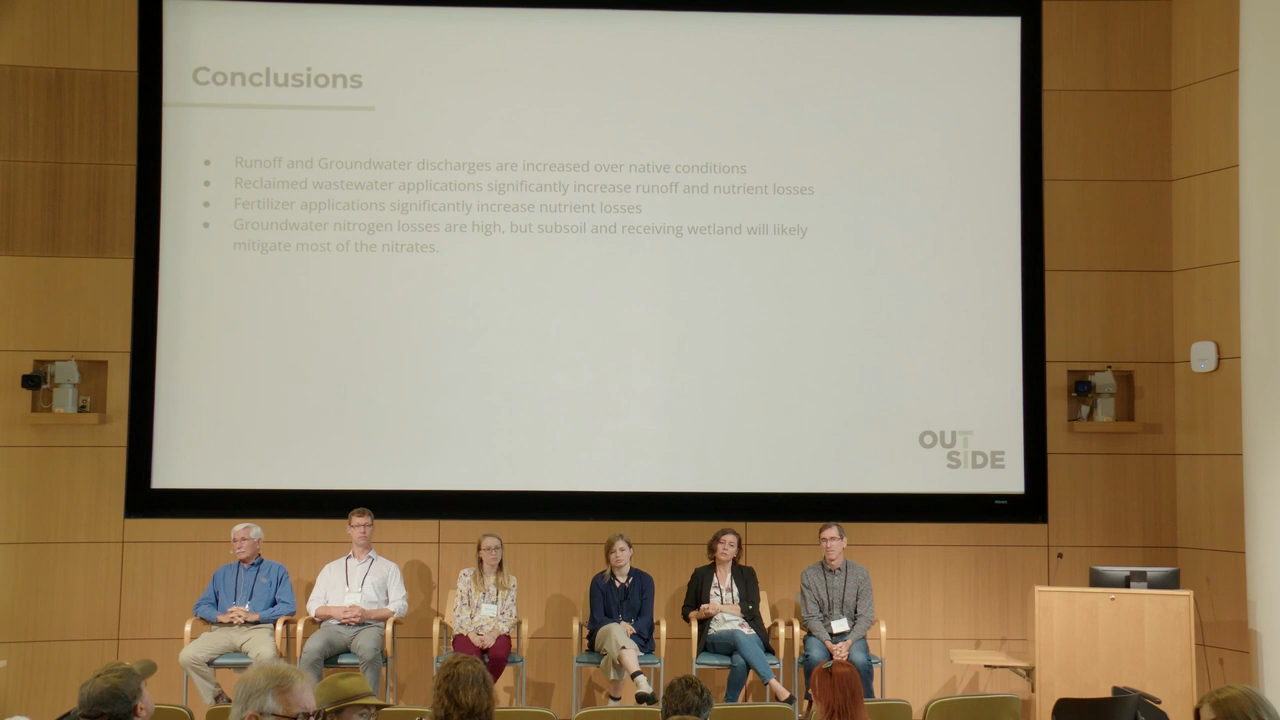 Conclusions
● Runoff and Groundwater discharges are increased over native conditions
● Reclaimed wastewater applications significantly increase runoff and nutrient losses
● Fertilizer applications significantly increase nutrient losses
● Groundwater nitrogen losses are high, but subsoil and receiving wetland will likely
mitigate most of the nitrates.
OUT
SIDE